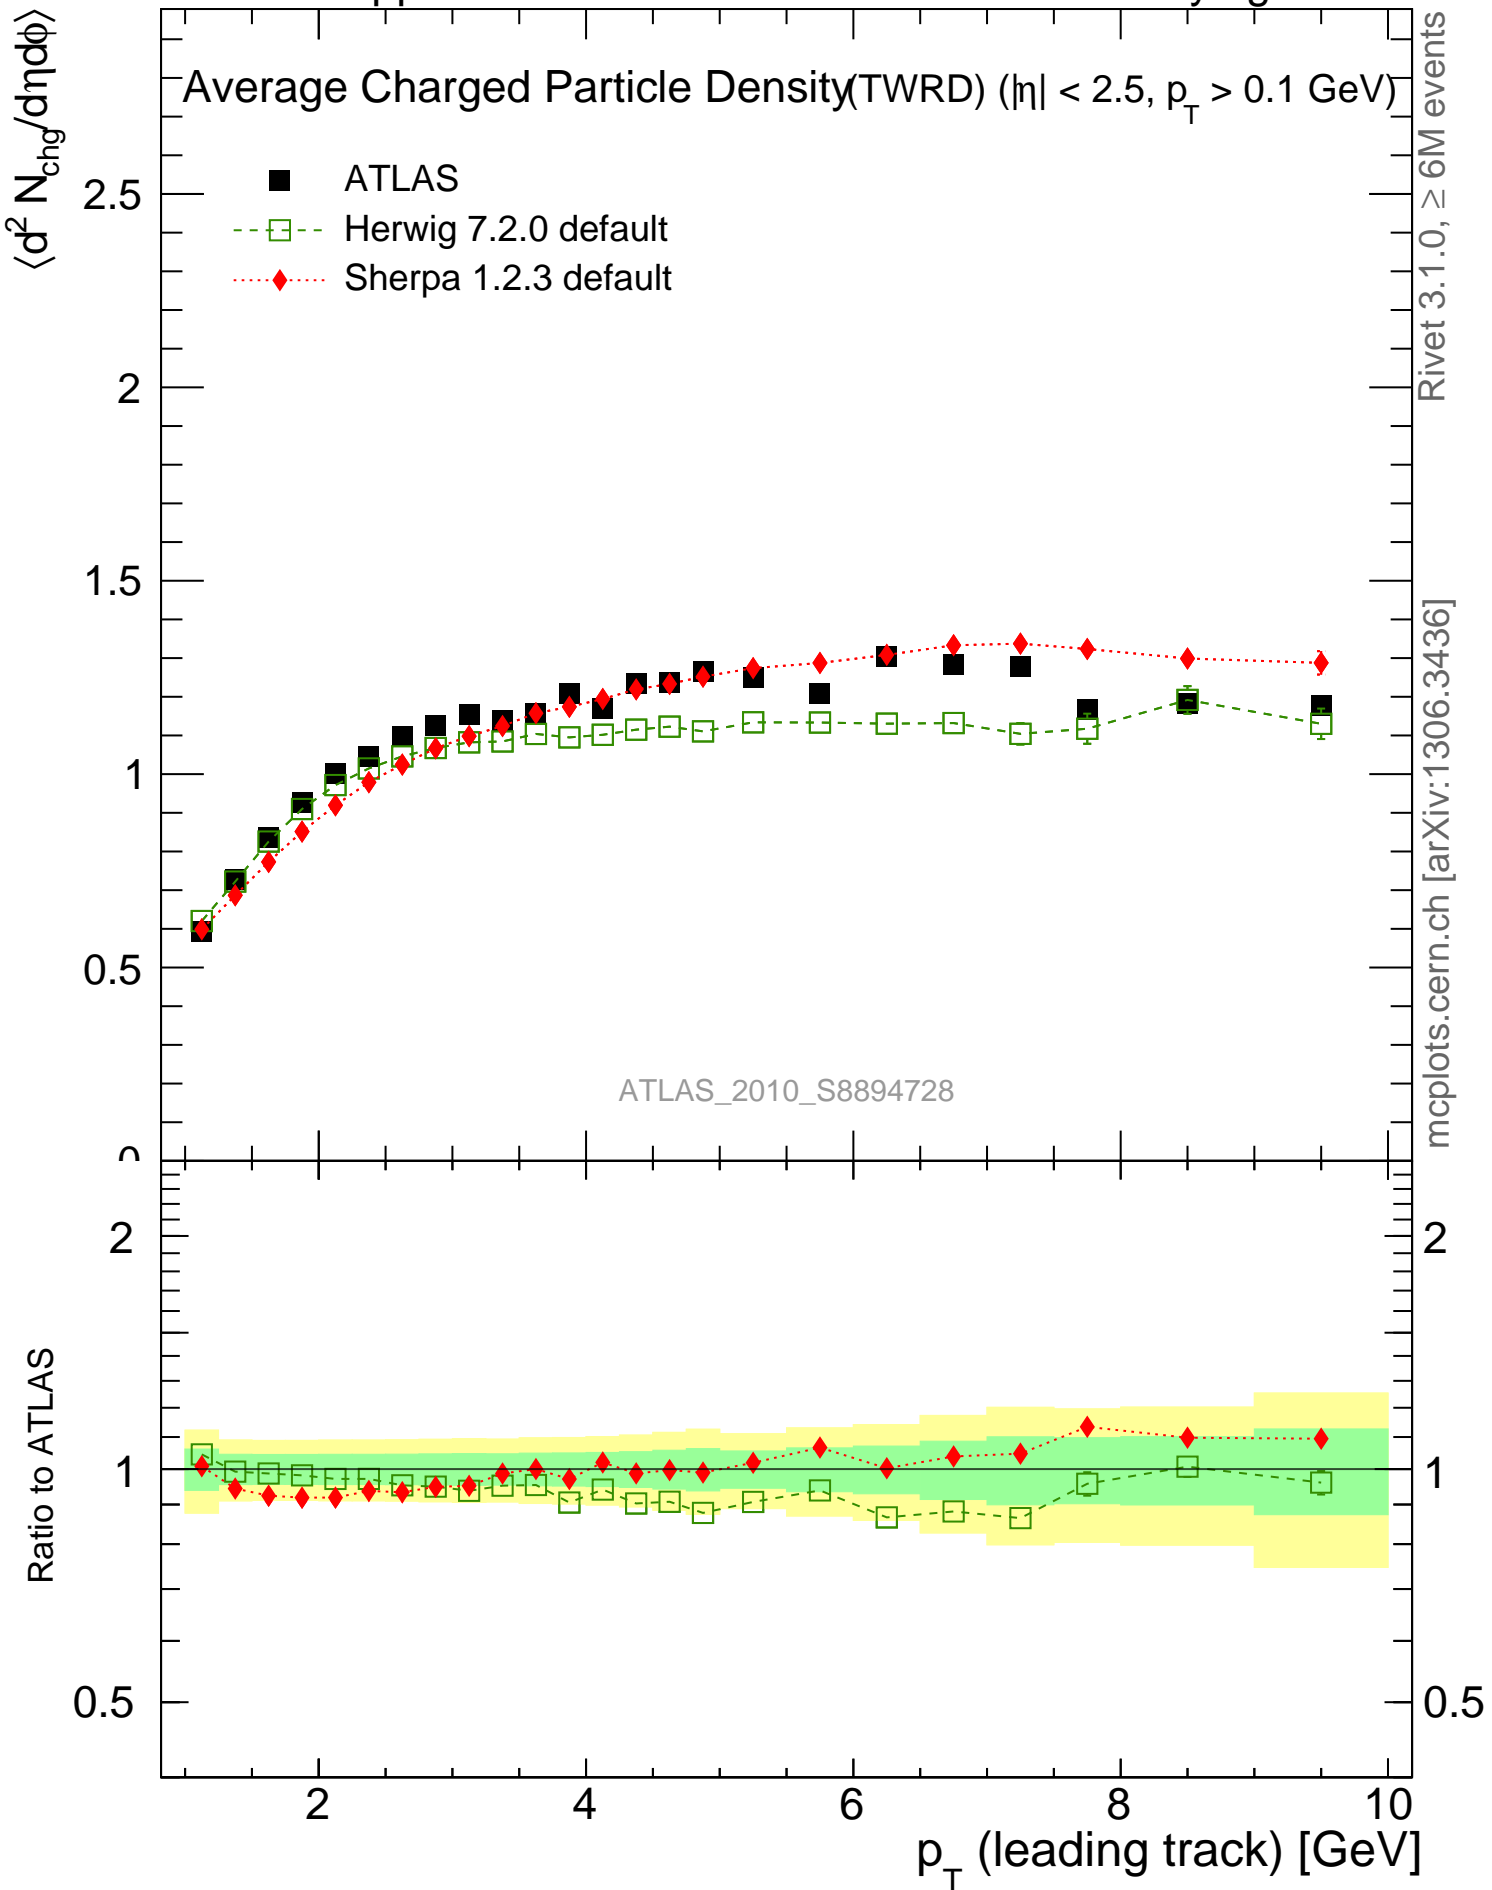 ⟨d² N_chg/dηdϕ⟩
Average Charged Particle Density (TWRD) (|η| < 2.5, p_T > 0.1 GeV)
ATLAS
Herwig 7.2.0 default
Sherpa 1.2.3 default
2.5
2
1.5
1
0.5
0
ATLAS_2010_S8894728
Rivet 3.1.0, ≥ 6M events
mcplots.cern.ch [arXiv:1306.3436]
Ratio to ATLAS
2
1
0.5
2
1
0.5
2 4 6 8 10
p_T (leading track) [GeV]